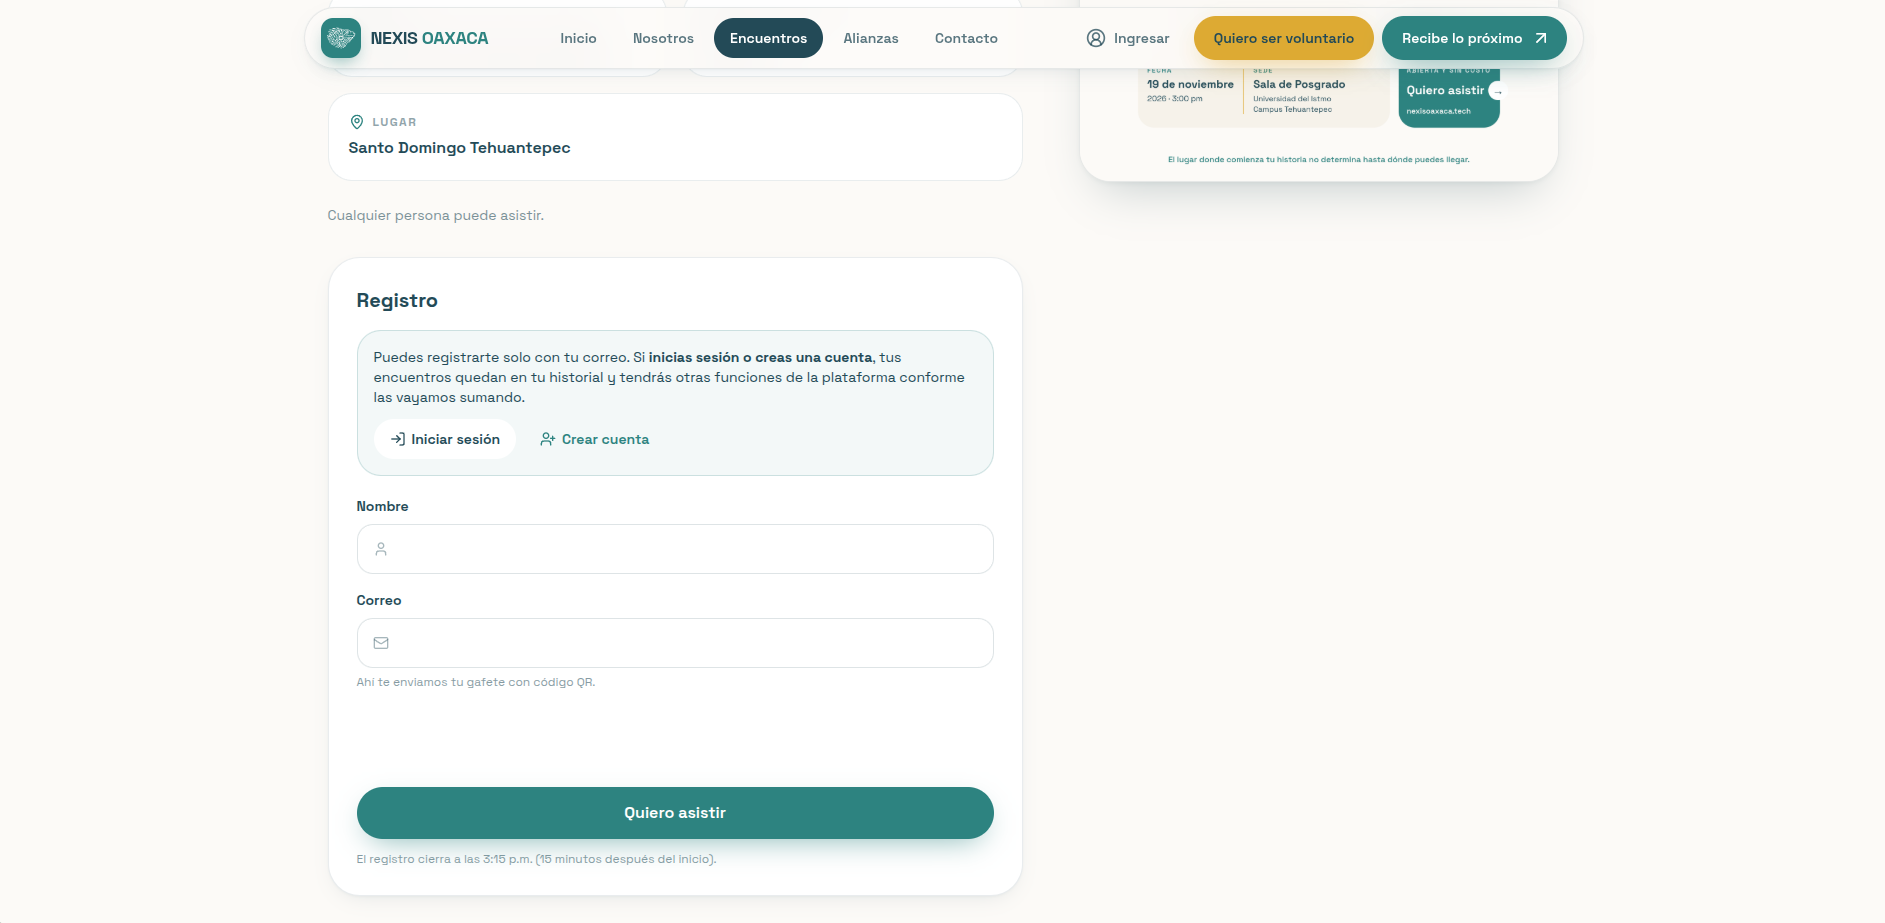 NEXIS OAXACA
Inicio
Nosotros
Encuentros
Alianzas
Contacto
Ingresar
Quiero ser voluntario
Recibe lo próximo
LUGAR
Santo Domingo Tehuantepec
Cualquier persona puede asistir.
Registro
Puedes registrarte solo con tu correo. Si inicias sesión o creas una cuenta, tus
encuentros quedan en tu historial y tendrás otras funciones de la plataforma conforme
las vayamos sumando.
Iniciar sesión
Crear cuenta
Nombre
Correo
Ahí te enviamos tu gafete con código QR.
Quiero asistir
El registro cierra a las 3:15 p.m. (15 minutos después del inicio).
FECHA
19 de noviembre
2026 · 3:00 pm
SEDE
Sala de Posgrado
Universidad del Istmo
Campus Tehuantepec
ABIERTA Y SIN COSTO
Quiero asistir →
nexisoaxaca.tech
El lugar donde comienza tu historia no determina hasta dónde puedes llegar.